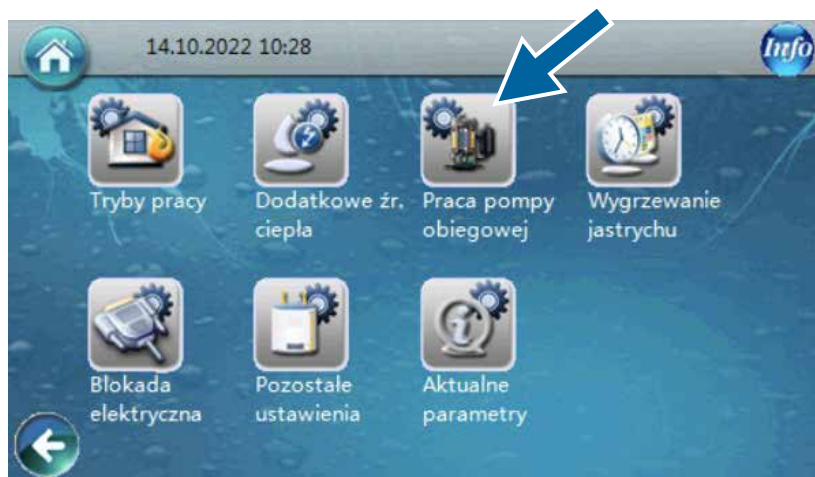 14.10.2022 10:28
Info
Tryby pracy
Dodatkowe źr.
ciepła
Praca pompy
obiegowej
Wygrzewanie
jastrychu
Blokada
elektryczna
Pozostałe
ustawienia
Aktualne
parametry